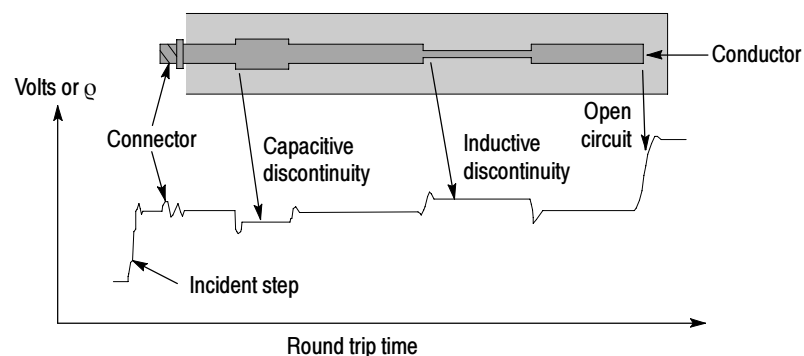 Conductor
Volts or ϱ
Connector
Capacitive
discontinuity
Inductive
discontinuity
Open
circuit
Incident step
Round trip time